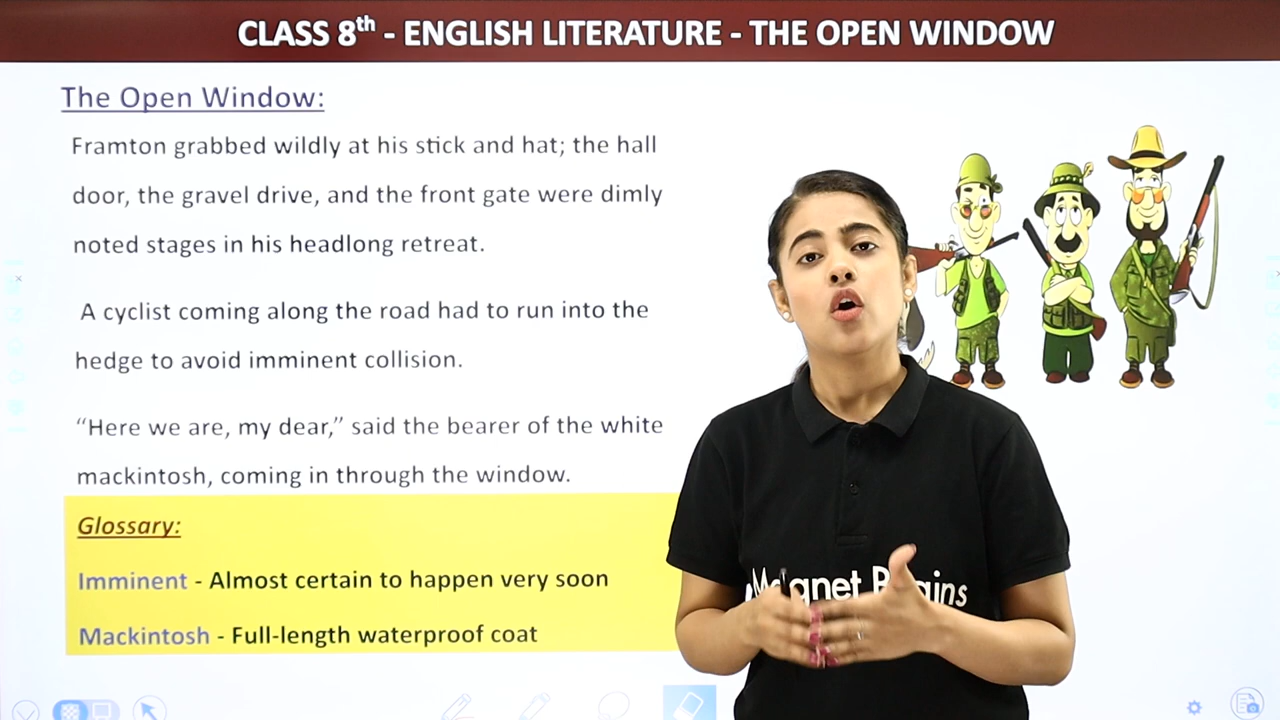 CLASS 8th - ENGLISH LITERATURE - THE OPEN WINDOW
The Open Window:
Framton grabbed wildly at his stick and hat; the hall
door, the gravel drive, and the front gate were dimly
noted stages in his headlong retreat.
A cyclist coming along the road had to run into the
hedge to avoid imminent collision.
“Here we are, my dear,” said the bearer of the white
mackintosh, coming in through the window.
Glossary:
Imminent - Almost certain to happen very soon
Mackintosh - Full-length waterproof coat
Magnet Brains